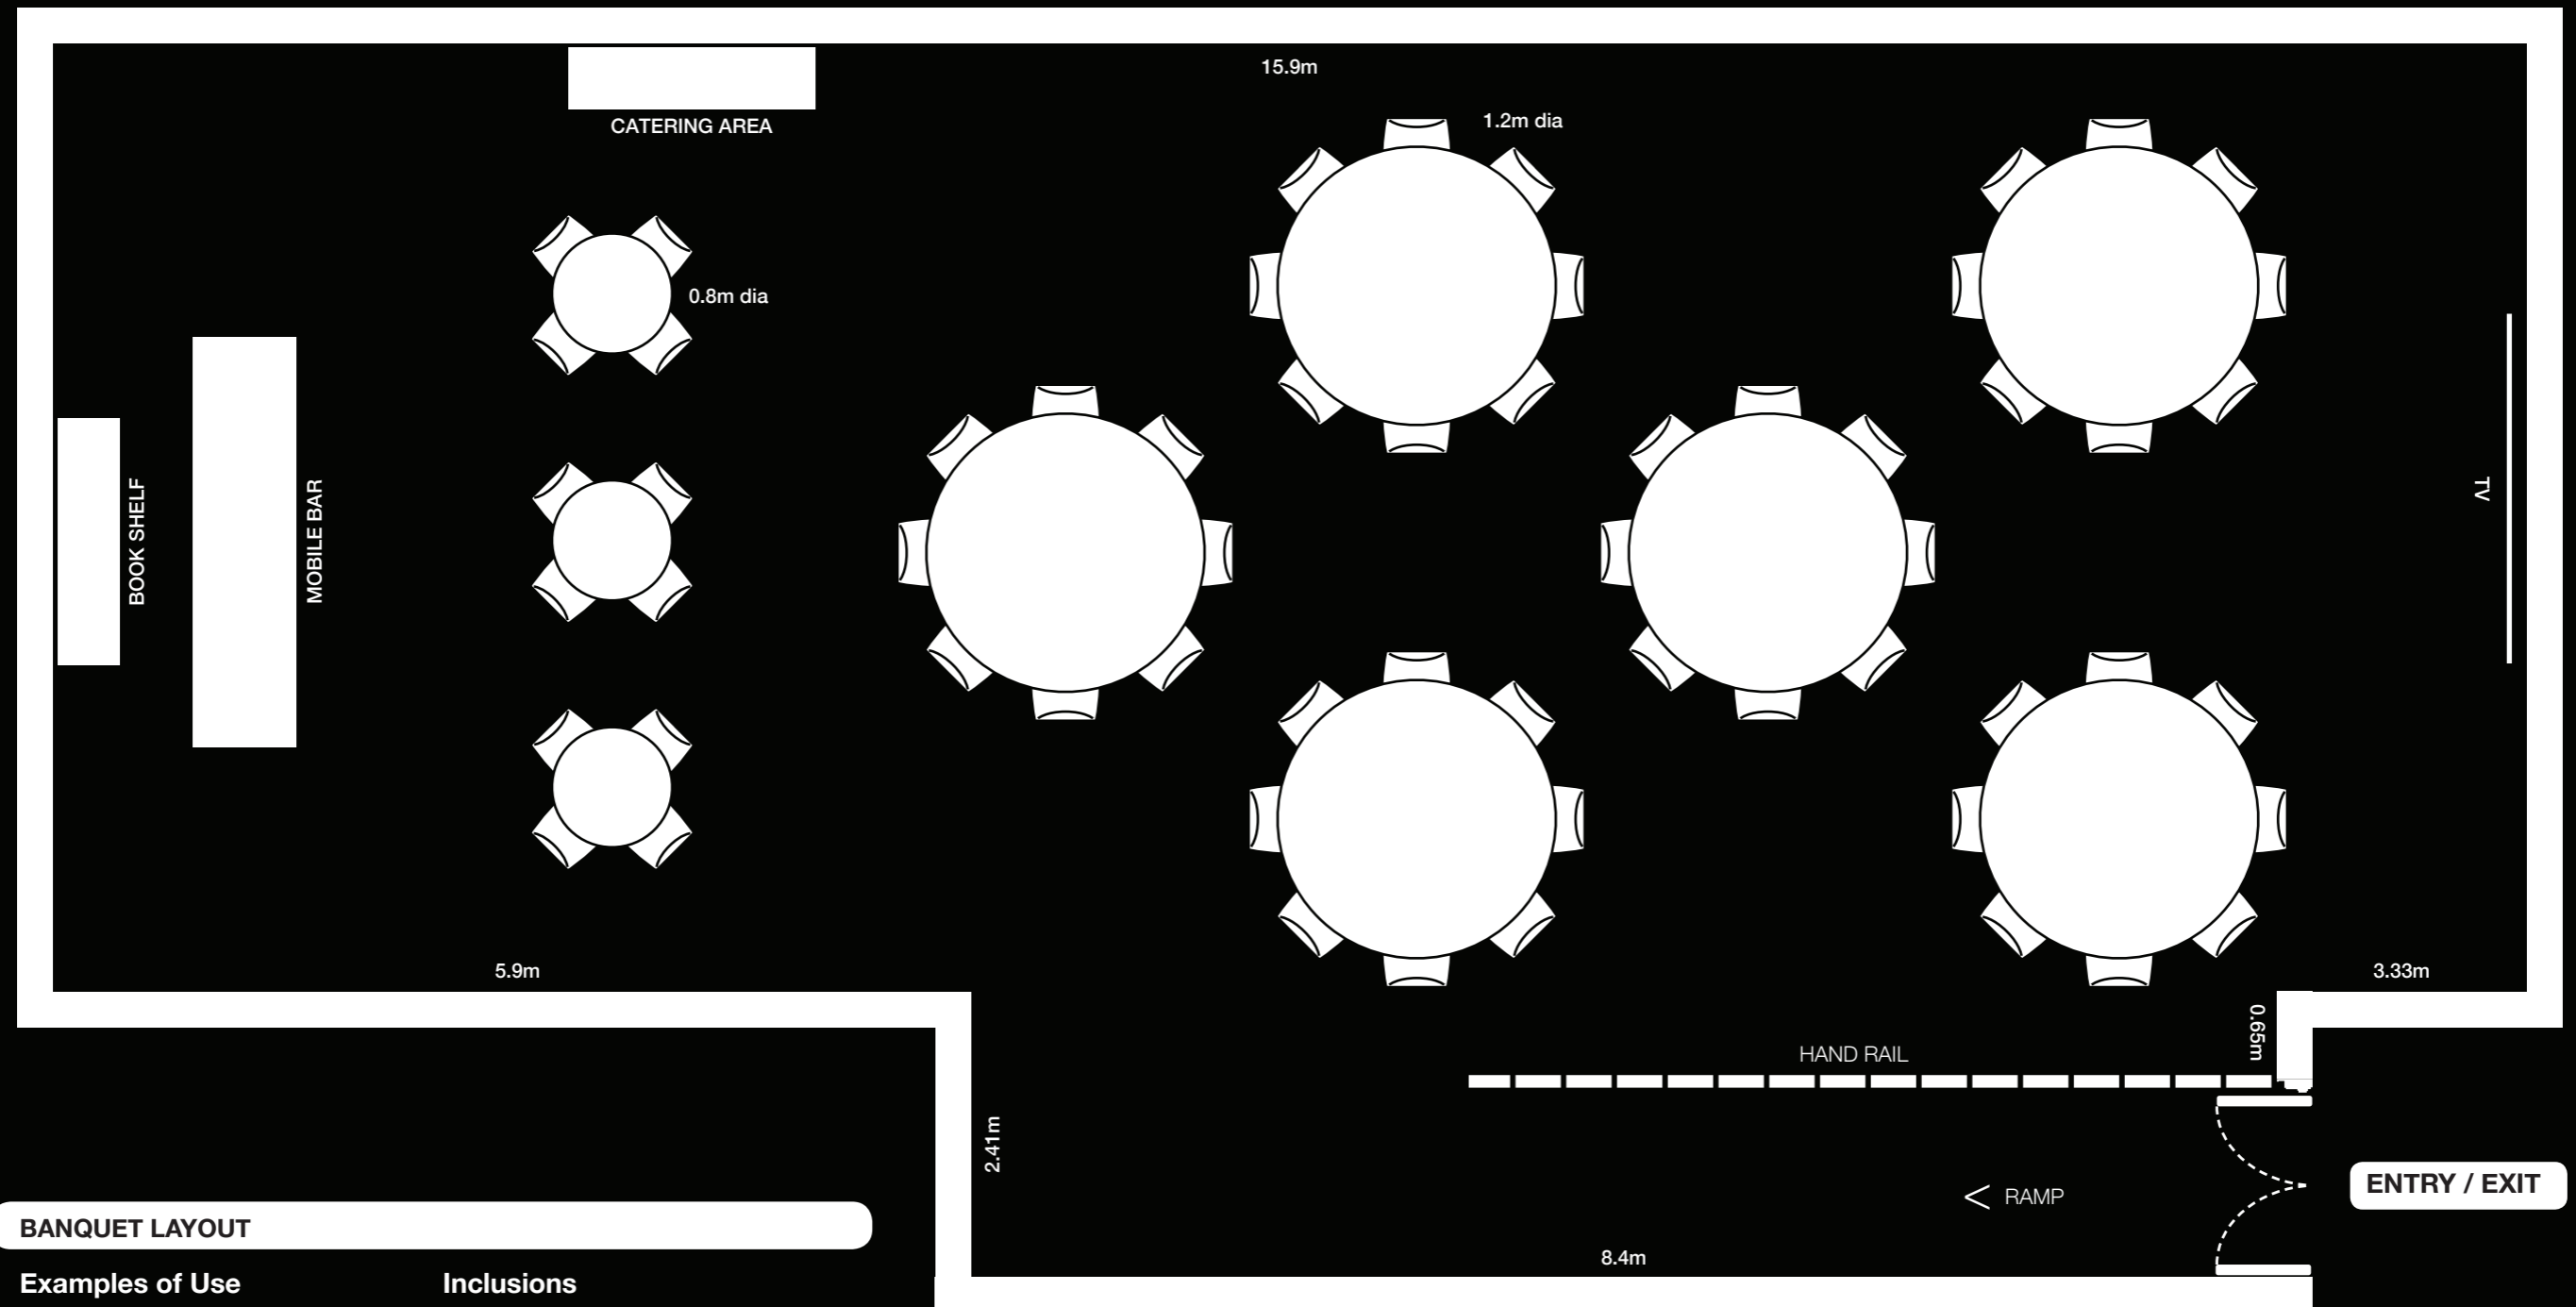 15.9m
CATERING AREA
1.2m dia
0.8m dia
BOOK SHELF
MOBILE BAR
TV
5.9m
3.33m
0.65m
HAND RAIL
2.41m
< RAMP
ENTRY / EXIT
8.4m
BANQUET LAYOUT
Examples of Use
Inclusions